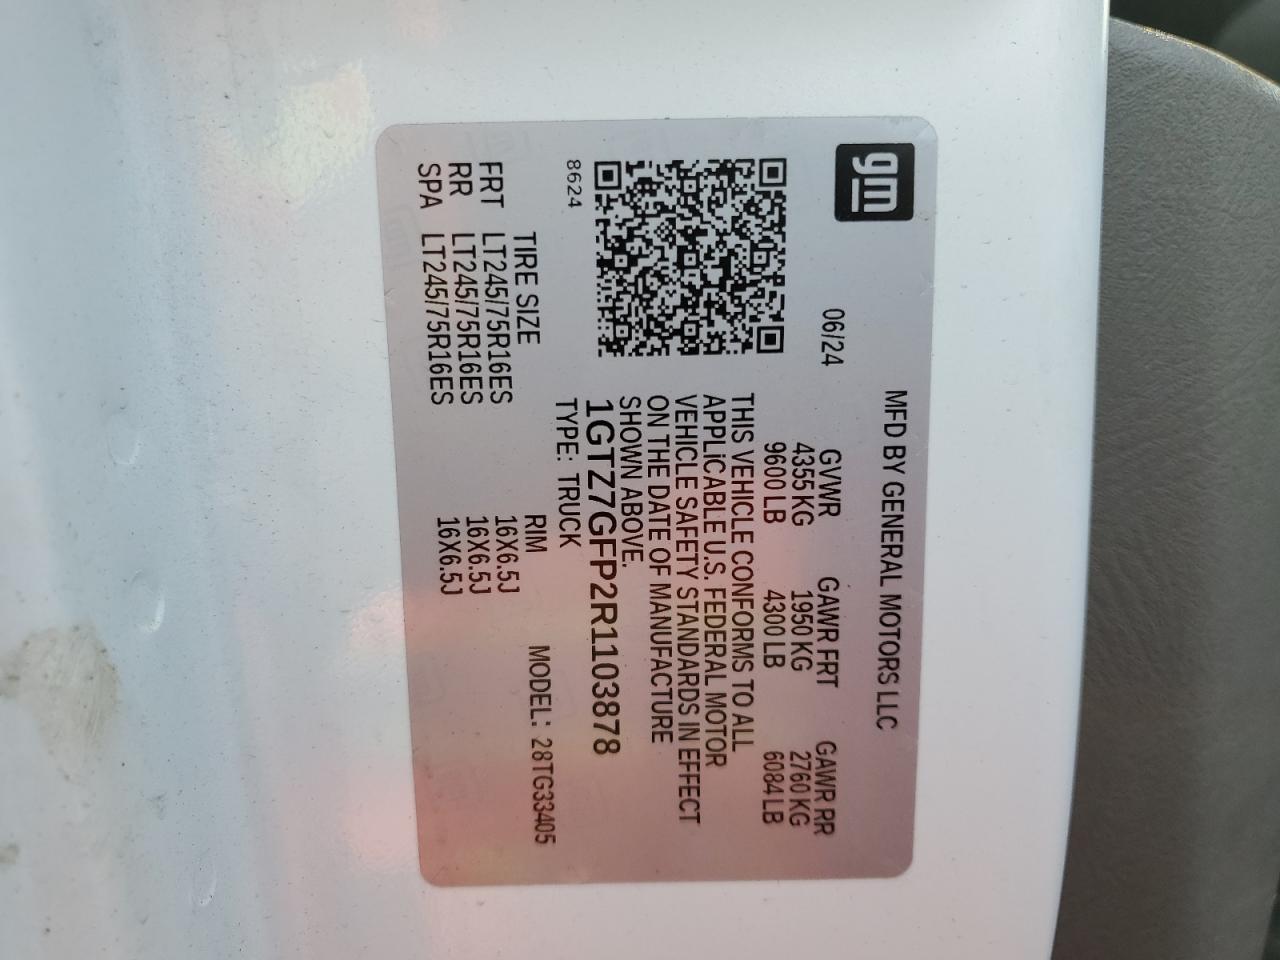 gm
MFD BY GENERAL MOTORS LLC
06/24 GVWR GAWR FRT GAWR RR
4355 KG 1950 KG 2760 KG
9600 LB 4300 LB 6084 LB
THIS VEHICLE CONFORMS TO ALL
APPLICABLE U.S. FEDERAL MOTOR
VEHICLE SAFETY STANDARDS IN EFFECT
ON THE DATE OF MANUFACTURE
SHOWN ABOVE.
1GTZ7GFP2R1103878
8624 TYPE: TRUCK
TIRE SIZE RIM MODEL: 28TG33405
FRT LT245/75R16ES 16X6.5J
RR LT245/75R16ES 16X6.5J
SPA LT245/75R16ES 16X6.5J